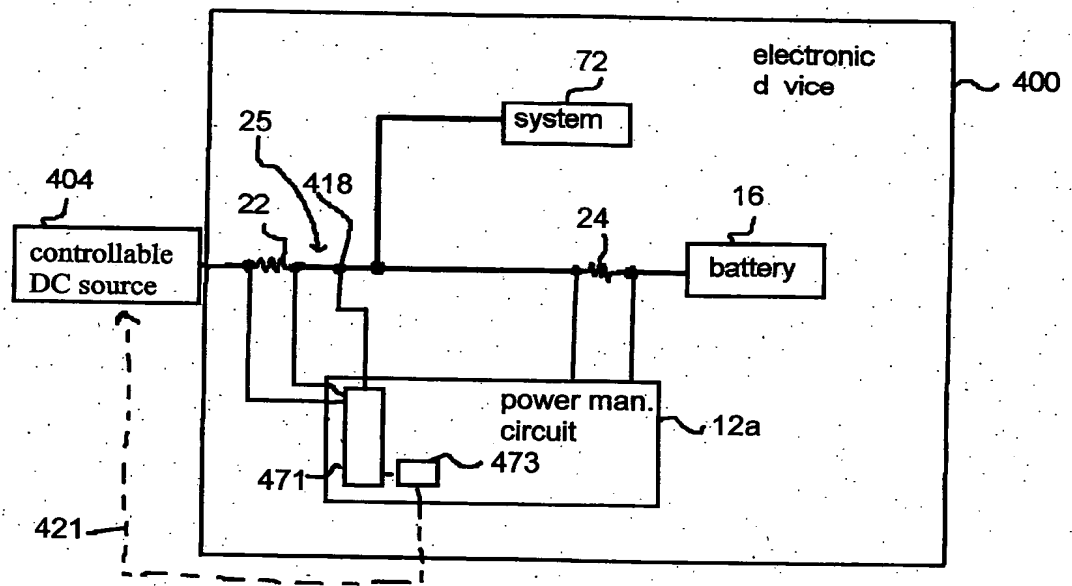 electronic
d vice
400
72
system
25
404
418
22
16
24
controllable
DC source
battery
power man.
circuit
12a
471
473
421